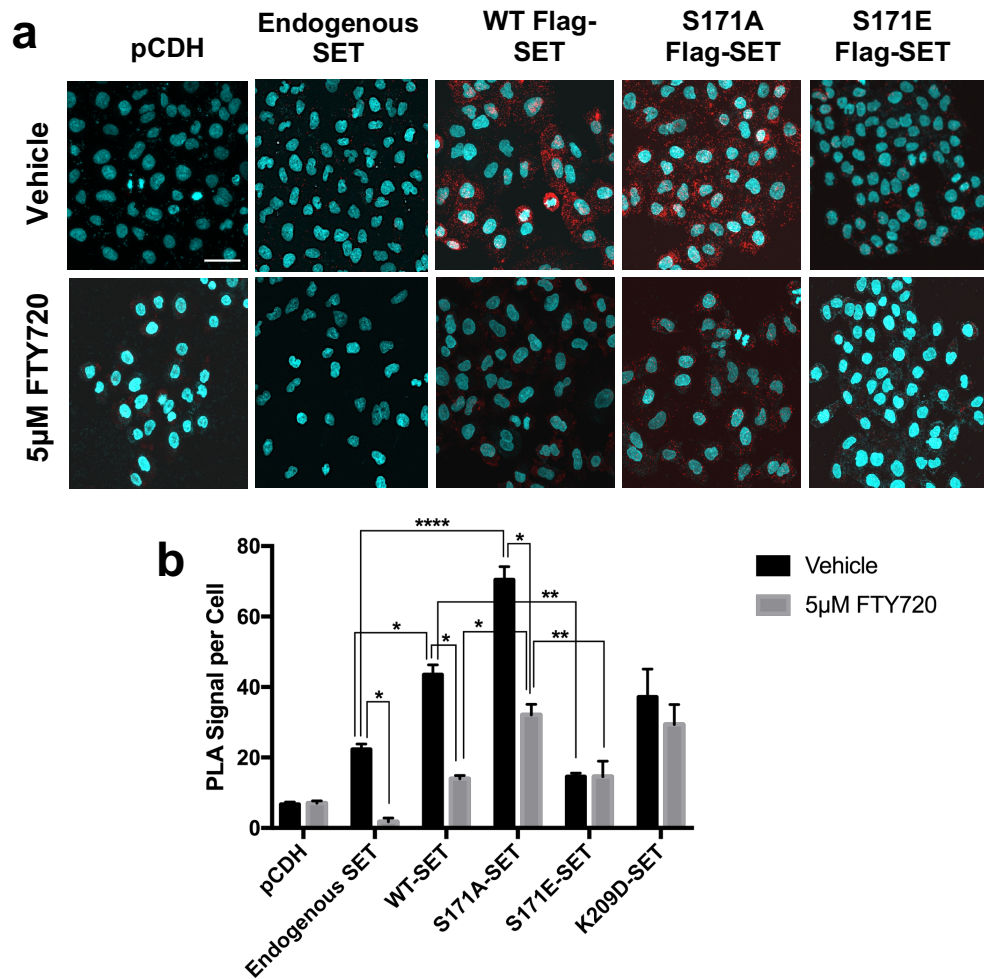 a
pCDH
Endogenous
SET
WT Flag-
SET
S171A
Flag-SET
S171E
Flag-SET
Vehicle
5μM FTY720
b
PLA Signal per Cell
80
60
40
20
0
****
*
**
*
*
*
**
*
Vehicle
5μM FTY720
pCDH
Endogenous SET
WT-SET
S171A-SET
S171E-SET
K209D-SET